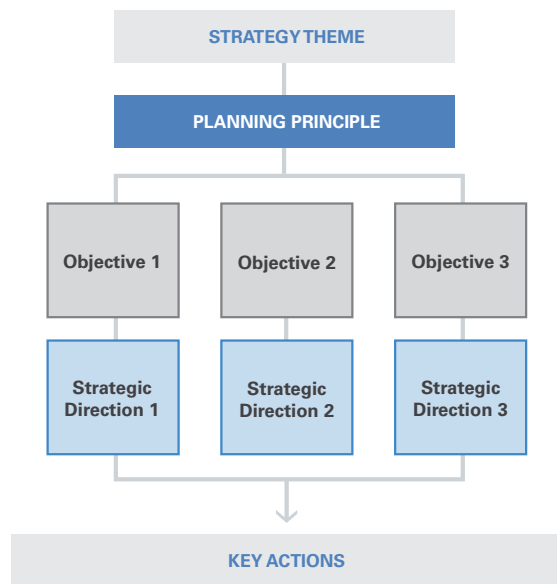 STRATEGY THEME
PLANNING PRINCIPLE
Objective 1
Objective 2
Objective 3
Strategic
Direction 1
Strategic
Direction 2
Strategic
Direction 3
KEY ACTIONS